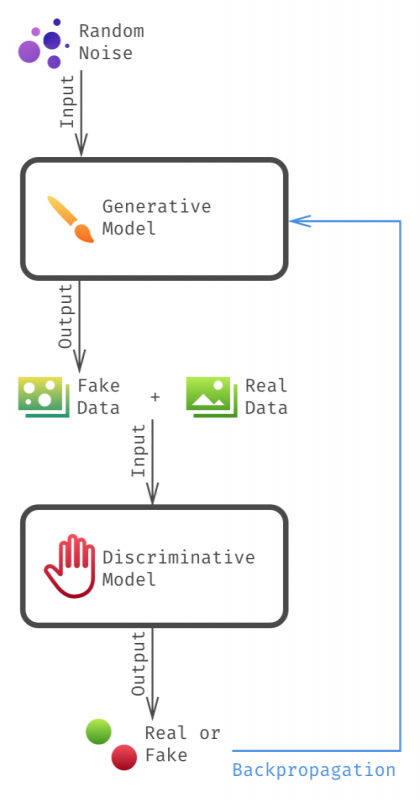 Random
Noise
Input
Generative
Model
Output
Fake
Data
+
Real
Data
Input
Discriminative
Model
Output
Real or
Fake
Backpropagation